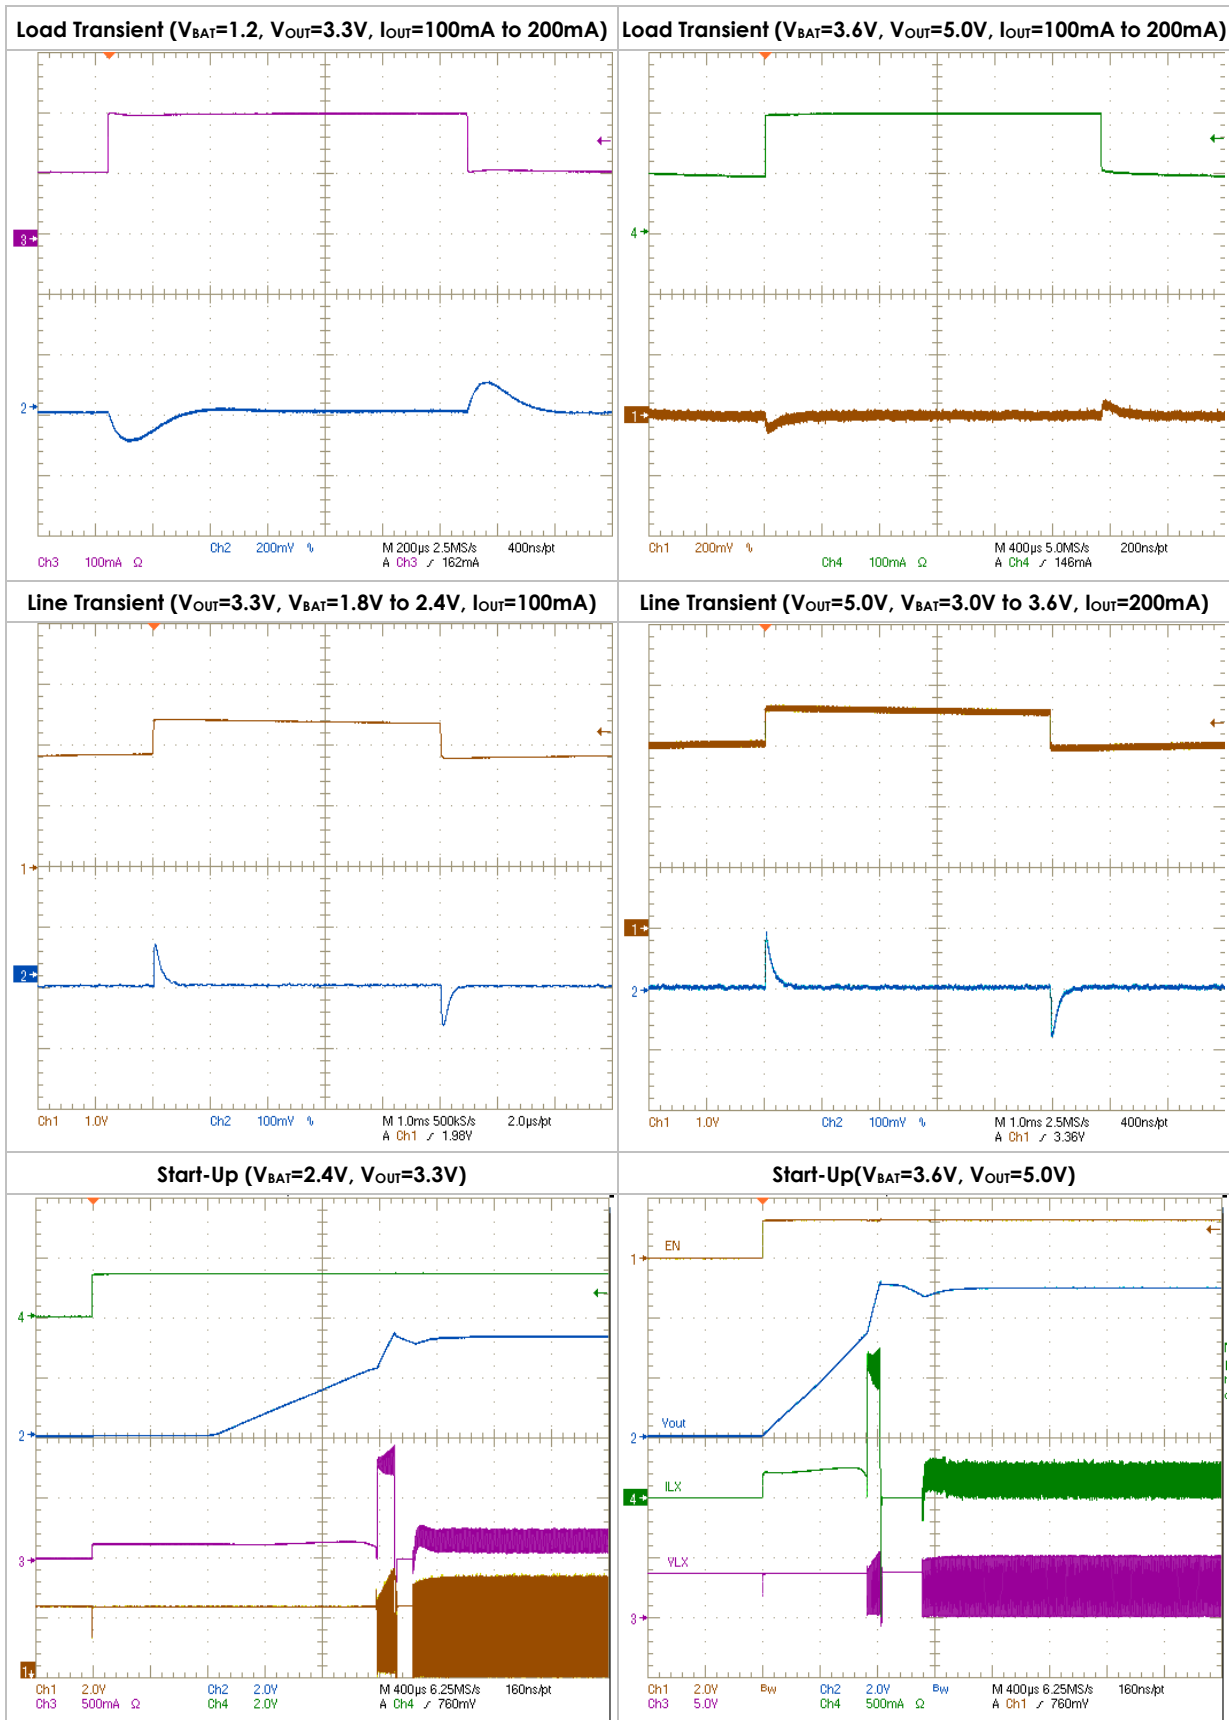 Load Transient (VBAT=1.2, VOUT=3.3V, IOUT=100mA to 200mA)
3
2
Ch2 200mV %
M 200µs 2.5MS/s 400ns/pt
Ch3 100mA Ω
A Ch3 ∫ 162mA
Load Transient (VBAT=3.6V, VOUT=5.0V, IOUT=100mA to 200mA)
4
1
Ch1 200mV %
M 400µs 5.0MS/s 200ns/pt
Ch4 100mA Ω
A Ch4 ∫ 146mA
Line Transient (VOUT=3.3V, VBAT=1.8V to 2.4V, IOUT=100mA)
1
2
Ch1 1.0V Ch2 100mV %
M 1.0ms 500kS/s 2.0µs/pt
A Ch1 ∫ 1.98V
Line Transient (VOUT=5.0V, VBAT=3.0V to 3.6V, IOUT=200mA)
1
2
Ch1 1.0V Ch2 100mV %
M 1.0ms 2.5MS/s 400ns/pt
A Ch1 ∫ 3.36V
Start-Up (VBAT=2.4V, VOUT=3.3V)
4
2
3
1
Ch1 2.0V Ch2 2.0V M 400µs 6.25MS/s 160ns/pt
Ch3 500mA Ω Ch4 2.0V A Ch4 ∫ 760mV
Start-Up(VBAT=3.6V, VOUT=5.0V)
EN
1
Vout
2
ILX
4
VLX
3
Ch1 2.0V Bw Ch2 2.0V Bw M 400µs 6.25MS/s 160ns/pt
Ch3 5.0V Ch4 500mA Ω A Ch1 ∫ 760mV